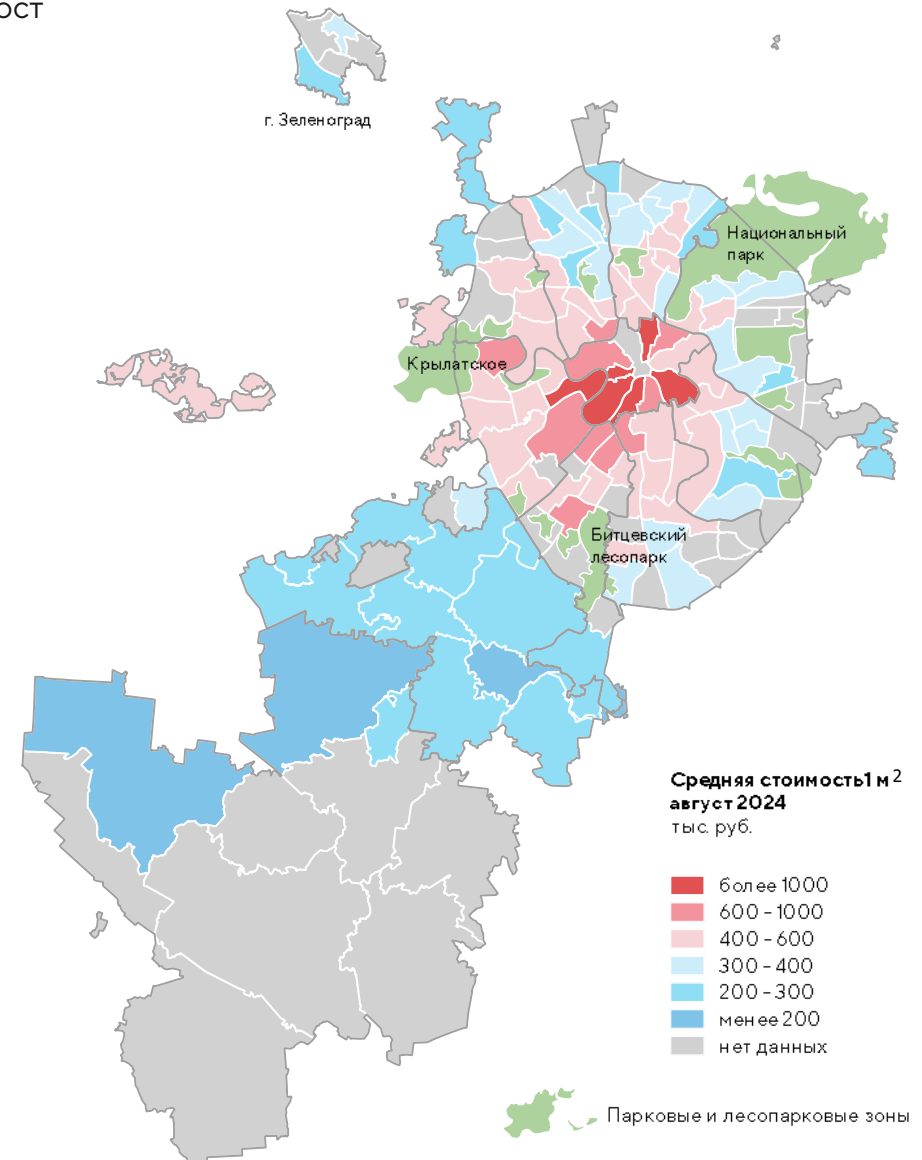 ост
г. Зеленоград
Национальный
парк
Крылатское
Битцевский
лесопарк
Средняя стоимость1 м²
август 2024
тыс. руб.
более 1000
600 – 1000
400 – 600
300 – 400
200 – 300
менее 200
нет данных
Парковые и лесопарковые зоны